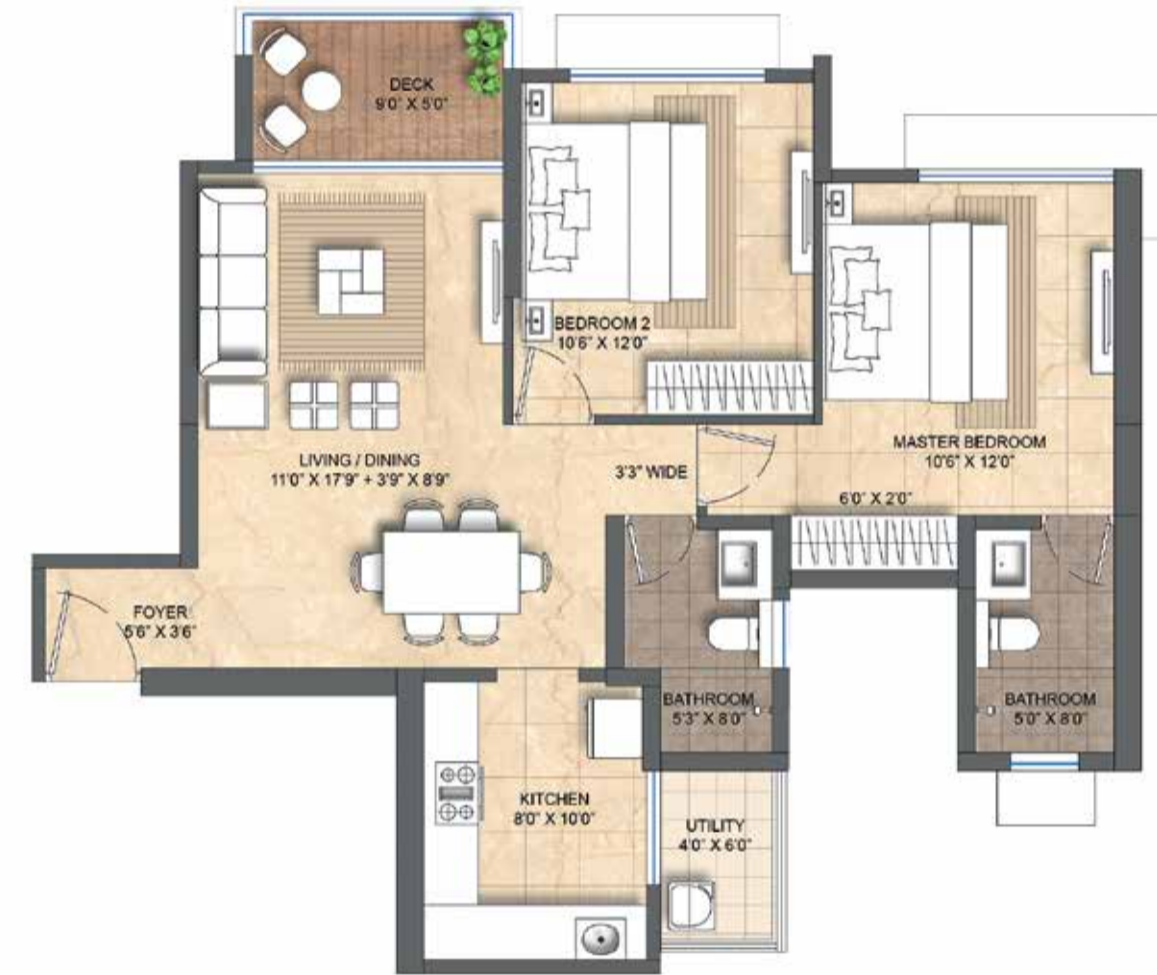 DECK
9'0" X 5'0"
BEDROOM 2
10'6" X 12'0"
MASTER BEDROOM
10'6" X 12'0"
LIVING / DINING
11'0" X 17'9" + 3'9" X 8'9"
3'3" WIDE
6'0" X 2'0"
FOYER
5'6" X 3'6"
BATHROOM
5'3" X 8'0"
BATHROOM
5'0" X 8'0"
KITCHEN
8'0" X 10'0"
UTILITY
4'0" X 6'0"